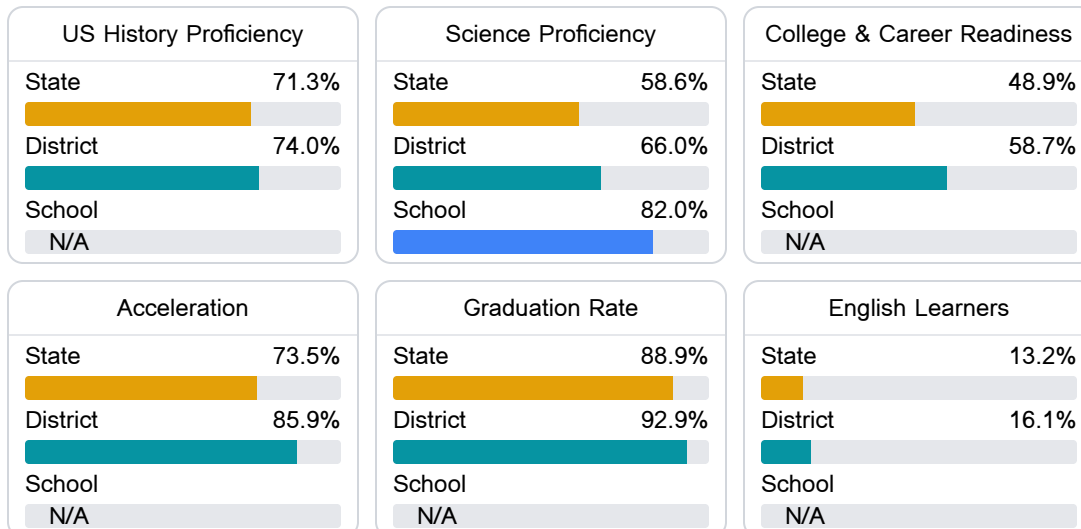 US History Proficiency
State 71.3%
District 74.0%
School
N/A
Science Proficiency
State 58.6%
District 66.0%
School 82.0%
College & Career Readiness
State 48.9%
District 58.7%
School
N/A
Acceleration
State 73.5%
District 85.9%
School
N/A
Graduation Rate
State 88.9%
District 92.9%
School
N/A
English Learners
State 13.2%
District 16.1%
School
N/A